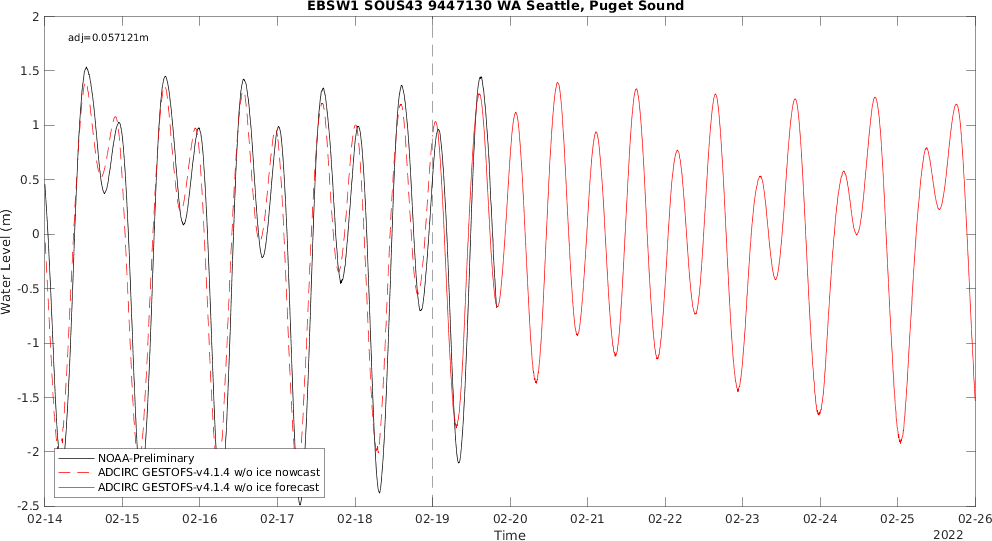 EBSW1 SOUS43 9447130 WA Seattle, Puget Sound
adj=0.057121m
2
1.5
1
0.5
0
-0.5
-1
-1.5
-2
-2.5
Water Level (m)
NOAA-Preliminary
ADCIRC GESTOFS-v4.1.4 w/o ice nowcast
ADCIRC GESTOFS-v4.1.4 w/o ice forecast
02-14 02-15 02-16 02-17 02-18 02-19 02-20 02-21 02-22 02-23 02-24 02-25 02-26
Time
2022